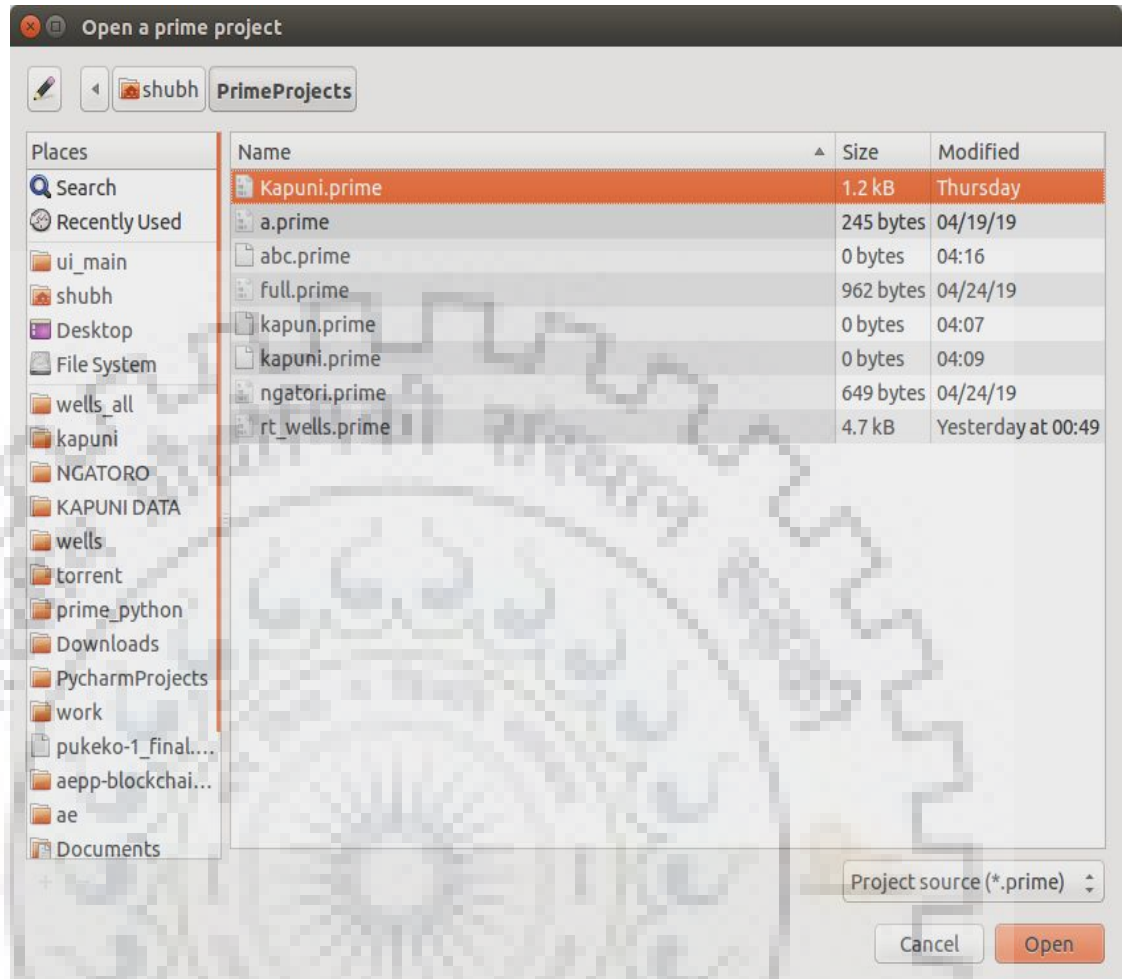 Open a prime project
shubh PrimeProjects
Places
Search
Recently Used
ui_main
shubh
Desktop
File System
wells_all
kapuni
NGATORO
KAPUNI DATA
wells
torrent
prime_python
Downloads
PycharmProjects
work
pukeko-1_final....
aepp-blockchai...
ae
Documents
Name Size Modified
Kapuni.prime 1.2 kB Thursday
a.prime 245 bytes 04/19/19
abc.prime 0 bytes 04:16
full.prime 962 bytes 04/24/19
kapun.prime 0 bytes 04:07
kapuni.prime 0 bytes 04:09
ngatori.prime 649 bytes 04/24/19
rt_wells.prime 4.7 kB Yesterday at 00:49
Project source (*.prime)
Cancel Open